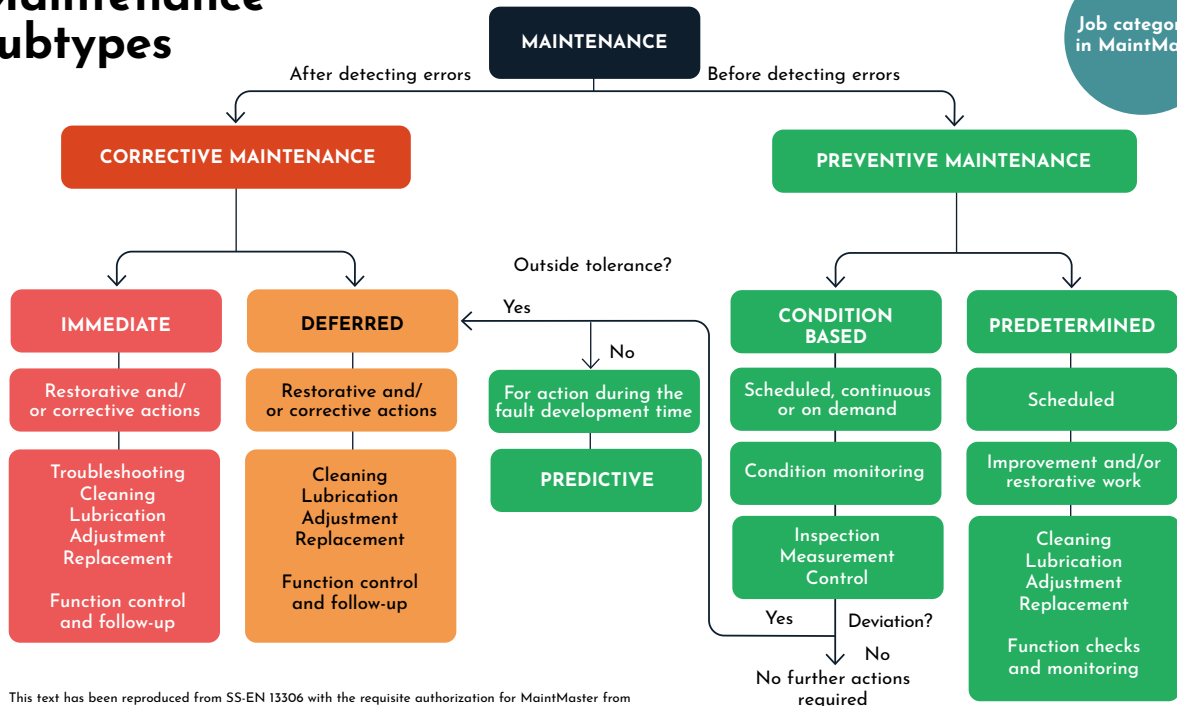 ubtypes
MAINTENANCE
Job categor
in MaintMa
After detecting errors
Before detecting errors
CORRECTIVE MAINTENANCE
PREVENTIVE MAINTENANCE
Outside tolerance?
Yes
No
IMMEDIATE
Restorative and/
or corrective actions
Troubleshooting
Cleaning
Lubrication
Adjustment
Replacement
Function control
and follow-up
DEFERRED
Restorative and/
or corrective actions
Cleaning
Lubrication
Adjustment
Replacement
Function control
and follow-up
For action during the
fault development time
PREDICTIVE
CONDITION
BASED
Scheduled, continuous
or on demand
Condition monitoring
Inspection
Measurement
Control
Yes
Deviation?
No
No further actions
required
PREDETERMINED
Scheduled
Improvement and/or
restorative work
Cleaning
Lubrication
Adjustment
Replacement
Function checks
and monitoring
This text has been reproduced from SS-EN 13306 with the requisite authorization for MaintMaster from